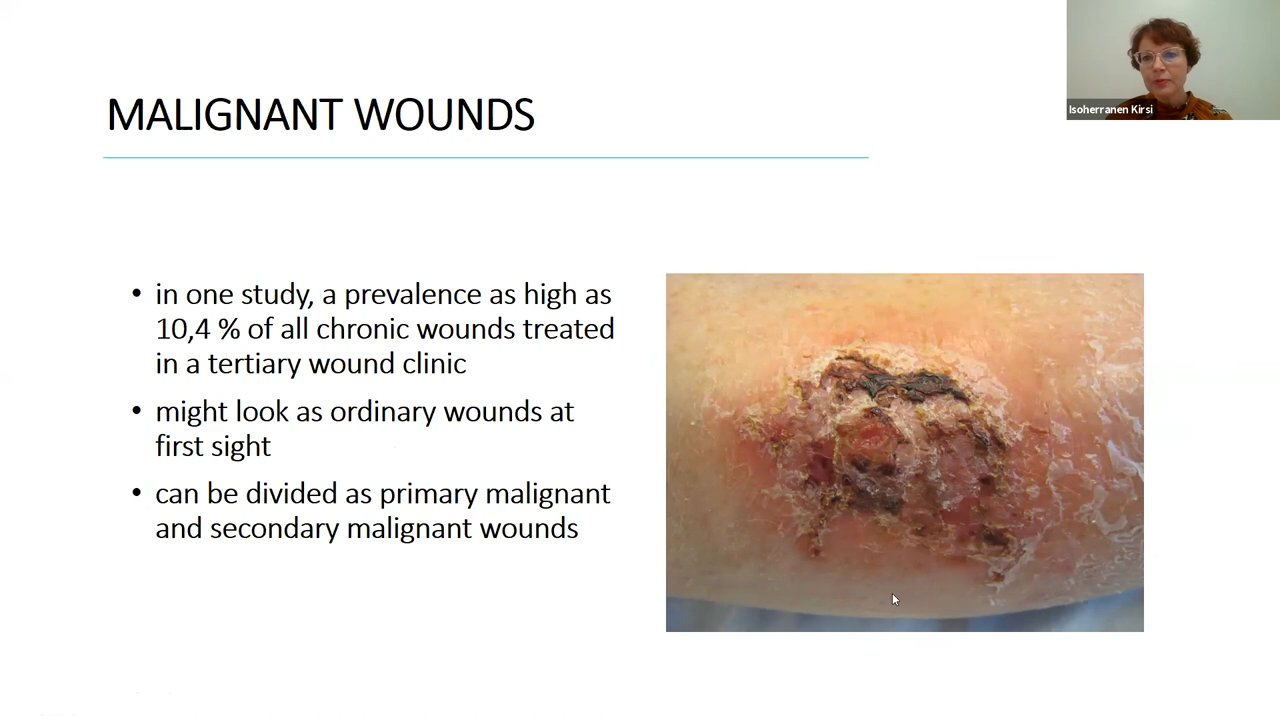 MALIGNANT WOUNDS
Isoherranen Kirsi
• in one study, a prevalence as high as
10,4 % of all chronic wounds treated
in a tertiary wound clinic
• might look as ordinary wounds at
first sight
• can be divided as primary malignant
and secondary malignant wounds